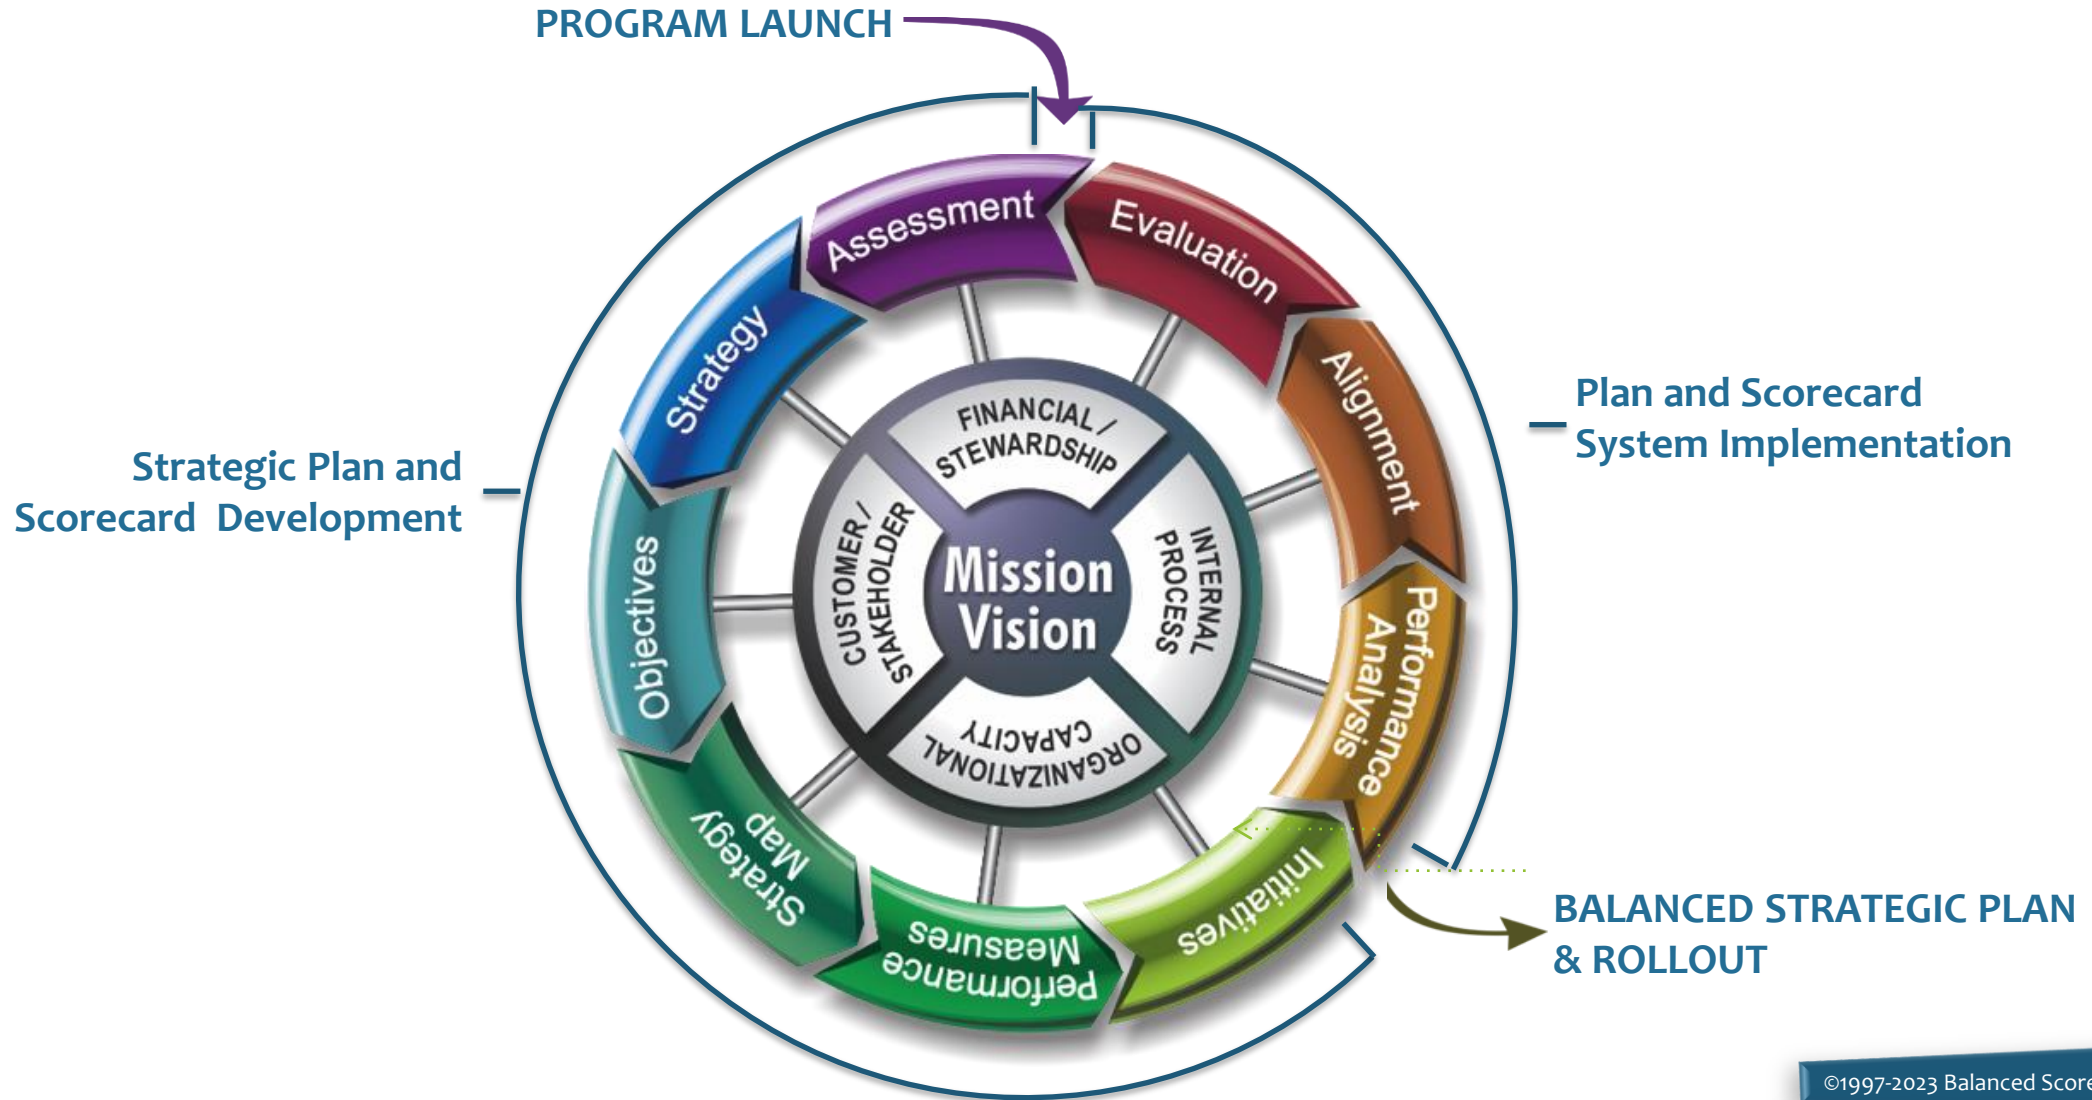 PROGRAM LAUNCH
Assessment
Evaluation
Strategy
Alignment
FINANCIAL /
STEWARDSHIP
Plan and Scorecard
System Implementation
Strategic Plan and
Scorecard Development
CUSTOMER /
STAKEHOLDER
Mission
Vision
INTERNAL
PROCESS
Objectives
Performance
Analysis
ORGANIZATIONAL
CAPACITY
Strategy
Map
Initiatives
Performance
Measures
BALANCED STRATEGIC PLAN
& ROLLOUT
©1997-2023 Balanced Score